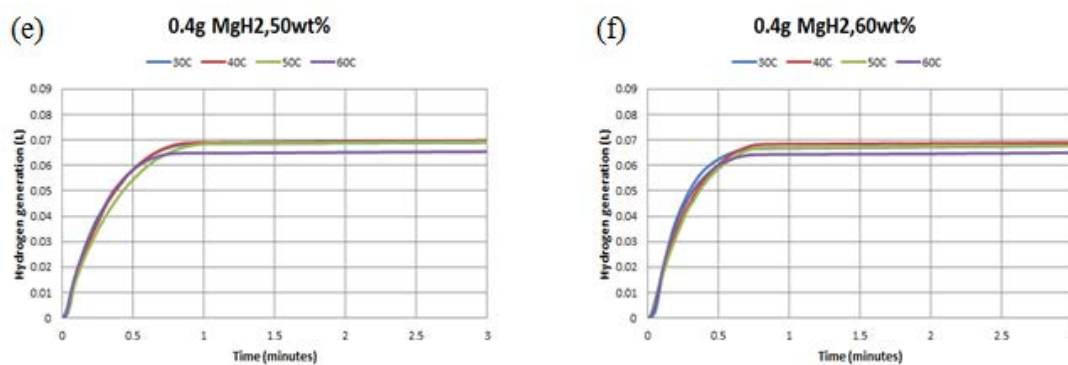 (e)
0.4g MgH2,50wt%
30C 40C 50C 60C
0.09
0.08
0.07
0.06
0.05
0.04
0.03
0.02
0.01
0
Hydrogen generation (L)
0 0.5 1 1.5 2 2.5 3
Time (minutes)
(f)
0.4g MgH2,60wt%
30C 40C 50C 60C
0.09
0.08
0.07
0.06
0.05
0.04
0.03
0.02
0.01
0
Hydrogen generation (L)
0 0.5 1 1.5 2 2.5 3
Time (minutes)